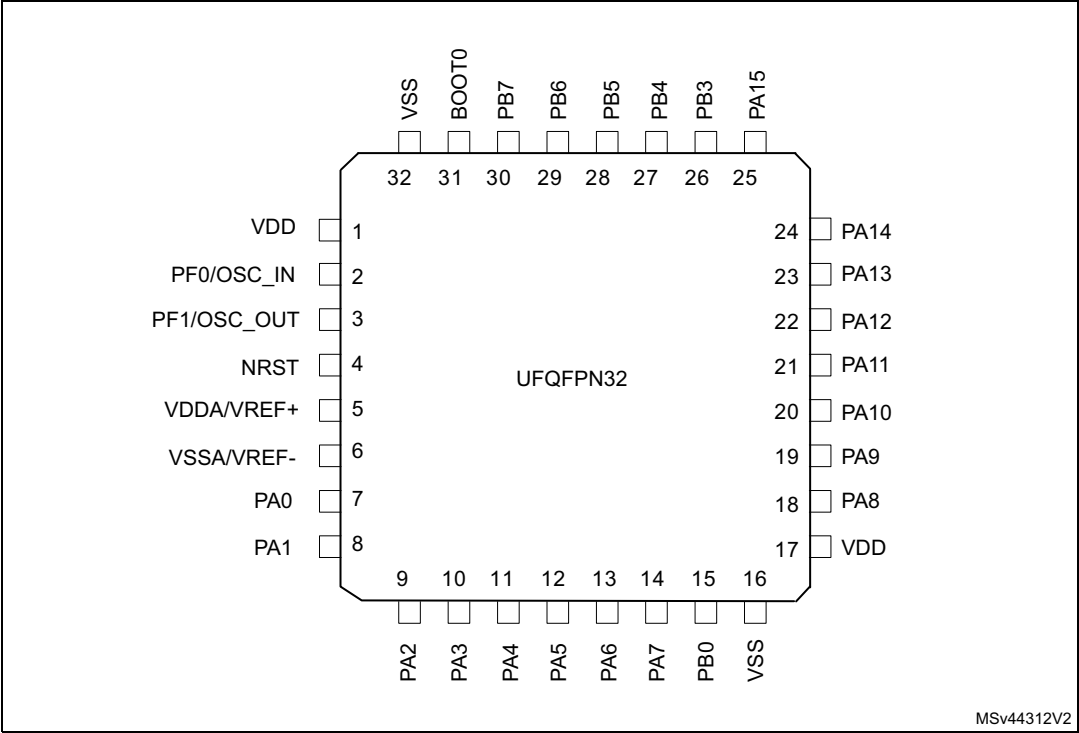 VSS
BOOT0
PB7
PB6
PB5
PB4
PB3
PA15
32 31 30 29 28 27 26 25
VDD 1 24 PA14
PF0/OSC_IN 2 23 PA13
PF1/OSC_OUT 3 22 PA12
NRST 4 21 PA11
UFQFPN32
VDDA/VREF+ 5 20 PA10
VSSA/VREF- 6 19 PA9
PA0 7 18 PA8
PA1 8 17 VDD
9 10 11 12 13 14 15 16
PA2
PA3
PA4
PA5
PA6
PA7
PB0
VSS
MSv44312V2